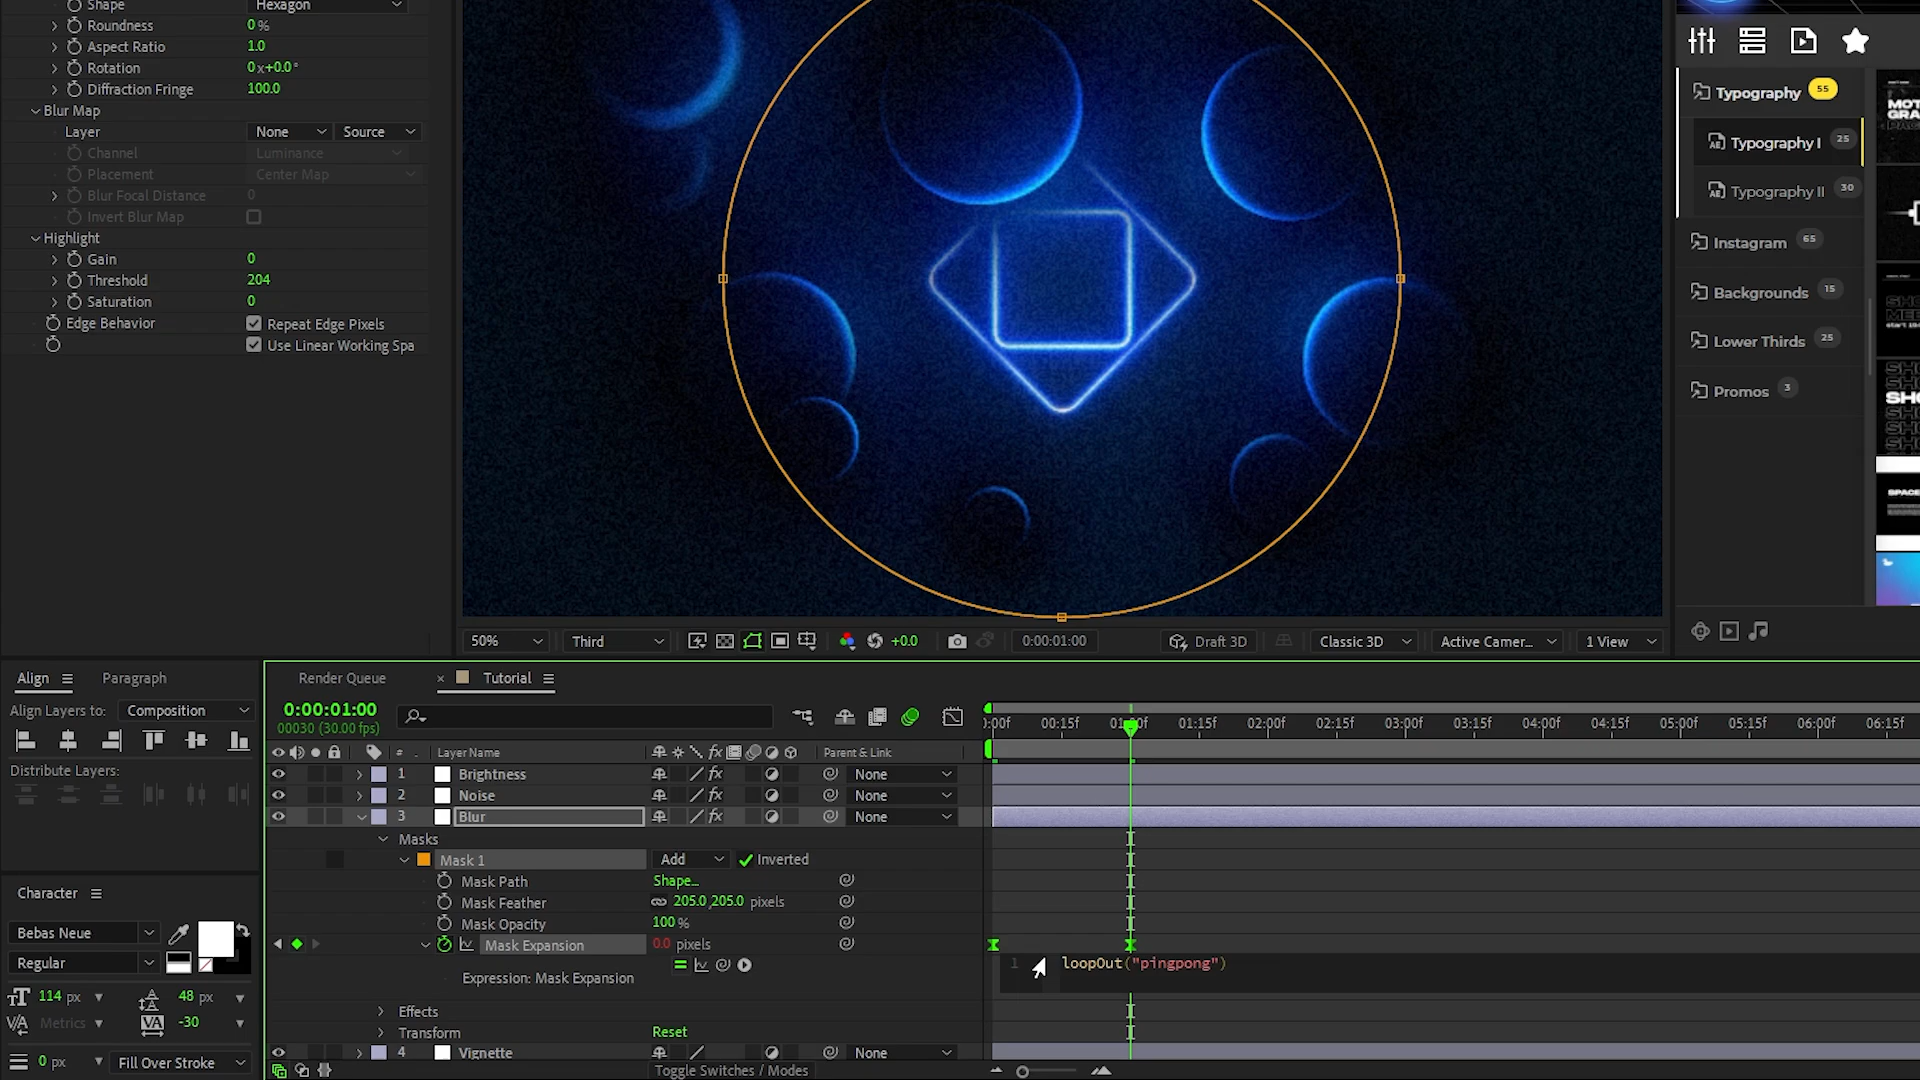 Shape Hexagon
Roundness 0 %
Aspect Ratio 1.0
Rotation 0 x+0.0 °
Diffraction Fringe 100.0
Blur Map
Layer None Source
Channel Luminance
Placement Center Map
Blur Focal Distance 0
Invert Blur Map
Highlight
Gain 0
Threshold 204
Saturation 0
Edge Behavior Repeat Edge Pixels
Use Linear Working Spa
Typography 55
Typography I 25
Typography II 30
Instagram 65
Backgrounds 15
Lower Thirds 25
Promos 3
50% Third +0.0 0:00:01:00 Draft 3D Classic 3D Active Camer... 1 View
Align Paragraph
Align Layers to: Composition
Distribute Layers:
Character
Bebas Neue
Regular
114 px 48 px
Metrics -30
0 px Fill Over Stroke
Render Queue × Tutorial
0:00:01:00
00030 (30.00 fps)
):00f 00:15f 01:00f 01:15f 02:00f 02:15f 03:00f 03:15f 04:00f 04:15f 05:00f 05:15f 06:00f 06:15f
# Layer Name Parent & Link
1 Brightness None
2 Noise None
3 Blur None
Masks
Mask 1 Add Inverted
Mask Path Shape...
Mask Feather 205.0,205.0 pixels
Mask Opacity 100 %
Mask Expansion 0.0 pixels
1 loopOut("pingpong")
Expression: Mask Expansion
Effects
Transform Reset
4 Vignette None
Toggle Switches / Modes